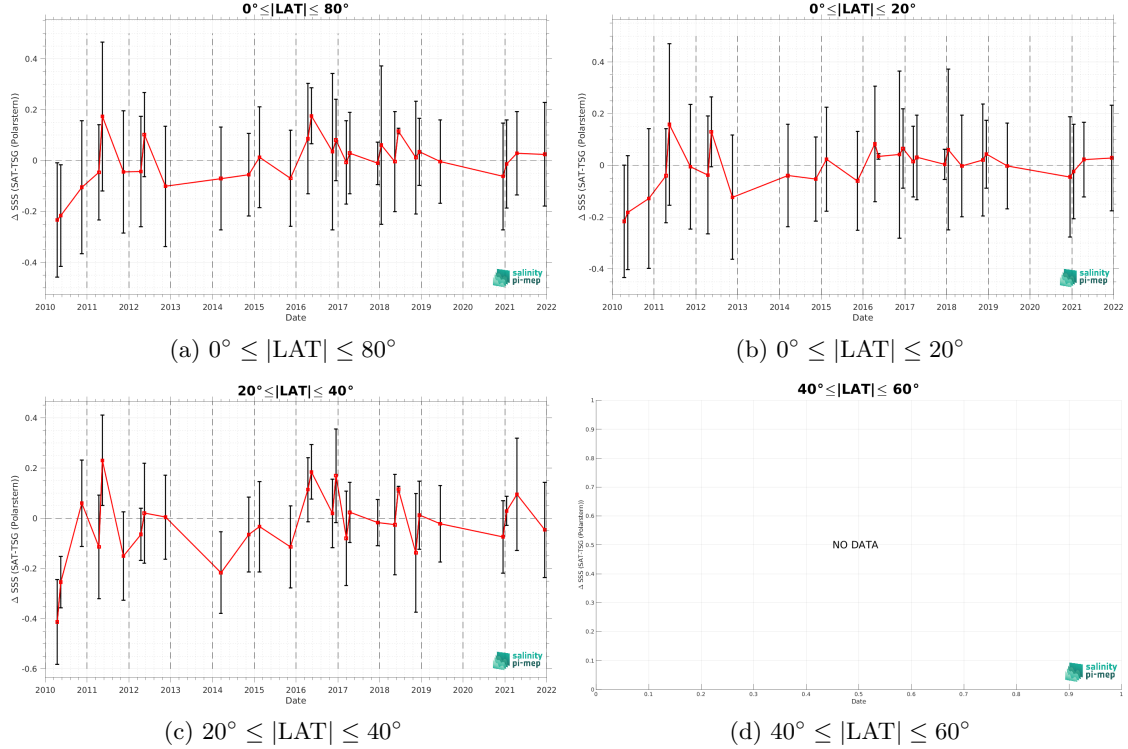 0°≤|LAT|≤ 80°
Δ SSS (SAT-TSG (Polarstern))
0.4
0.2
0
-0.2
-0.4
2010 2011 2012 2013 2014 2015 2016 2017 2018 2019 2020 2021 2022
Date
salinity
pi-mep
(a) 0° ≤ |LAT| ≤ 80°
0°≤|LAT|≤ 20°
Δ SSS (SAT-TSG (Polarstern))
0.4
0.2
0
-0.2
-0.4
2010 2011 2012 2013 2014 2015 2016 2017 2018 2019 2020 2021 2022
Date
salinity
pi-mep
(b) 0° ≤ |LAT| ≤ 20°
20°≤|LAT|≤ 40°
Δ SSS (SAT-TSG (Polarstern))
0.4
0.2
0
-0.2
-0.4
-0.6
2010 2011 2012 2013 2014 2015 2016 2017 2018 2019 2020 2021 2022
Date
salinity
pi-mep
(c) 20° ≤ |LAT| ≤ 40°
40°≤|LAT|≤ 60°
Δ SSS (SAT-TSG (Polarstern))
1
0.9
0.8
0.7
0.6
0.5
0.4
0.3
0.2
0.1
0
NO DATA
0 0.1 0.2 0.3 0.4 0.5 0.6 0.7 0.8 0.9 1
Date
salinity
pi-mep
(d) 40° ≤ |LAT| ≤ 60°